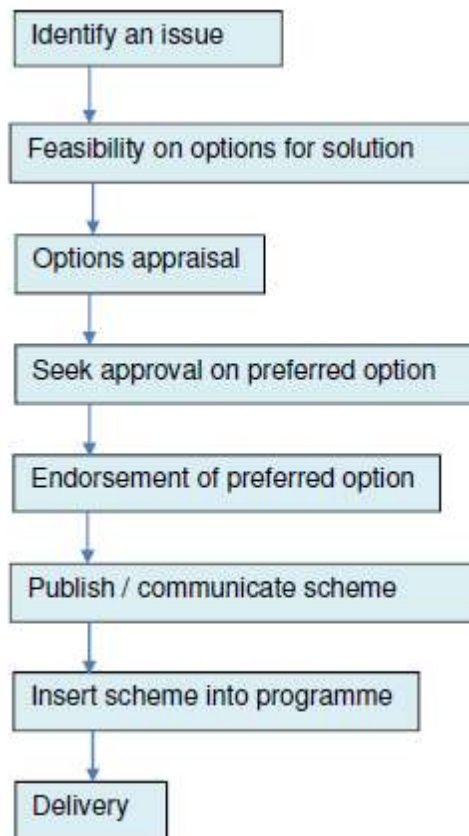 Identify an issue
Feasibility on options for solution
Options appraisal
Seek approval on preferred option
Endorsement of preferred option
Publish / communicate scheme
Insert scheme into programme
Delivery